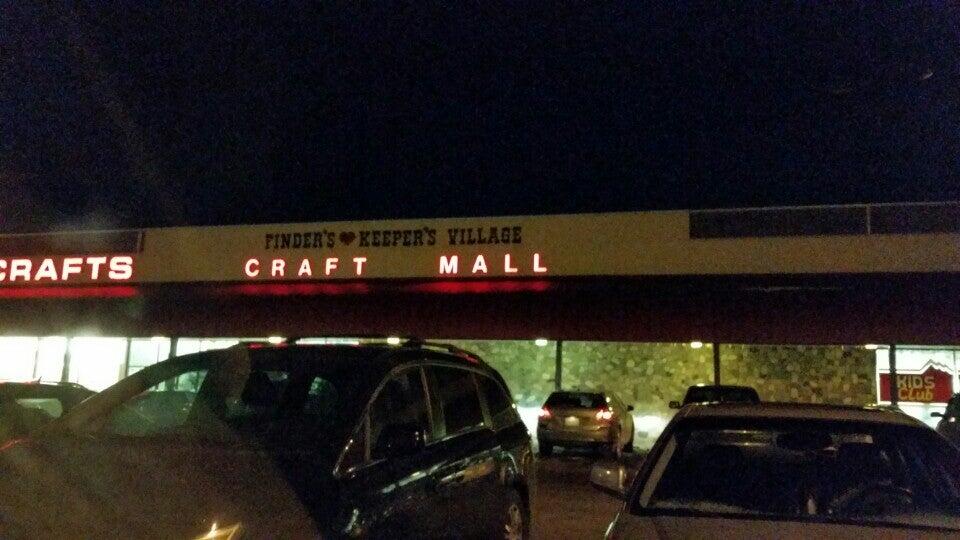 FINDER'S KEEPER'S VILLAGE
CRAFTS
CRAFT MALL
KIDS
Club